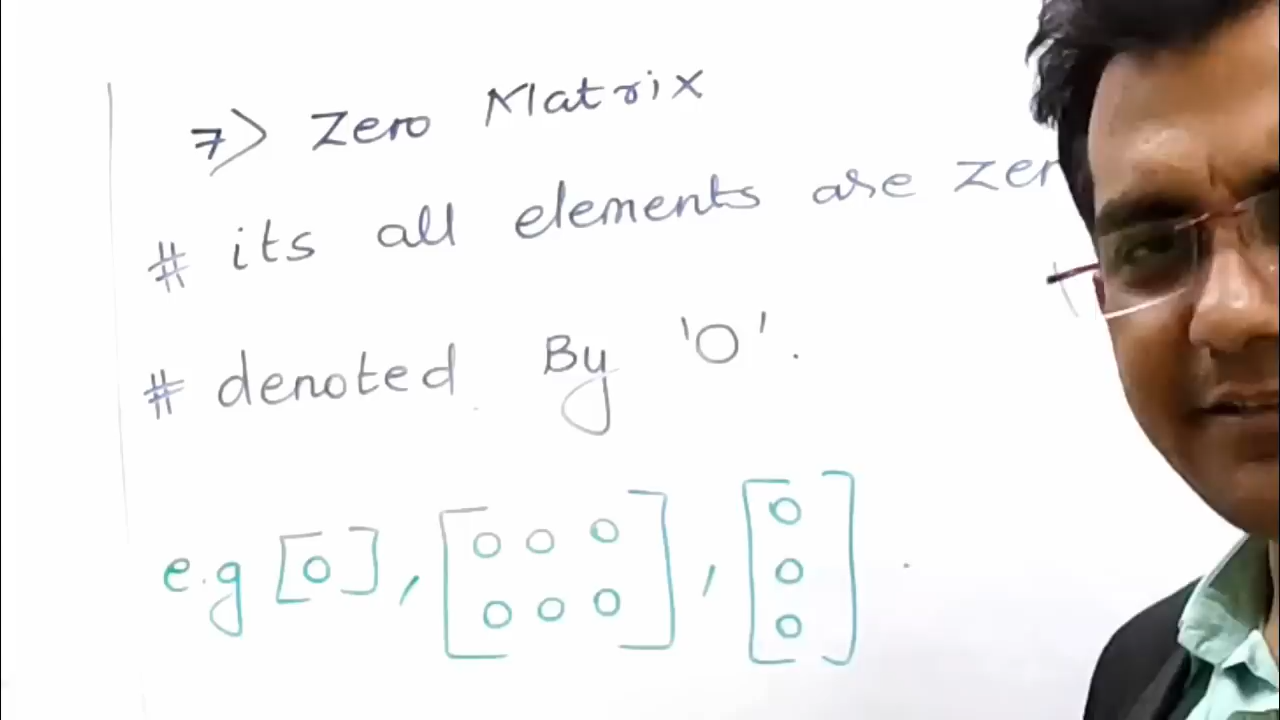 7> Zero Matrix
# its all elements are zer
# denoted By 'O'.
e.g [0], [0 0 0
0 0 0], [0
0
0].